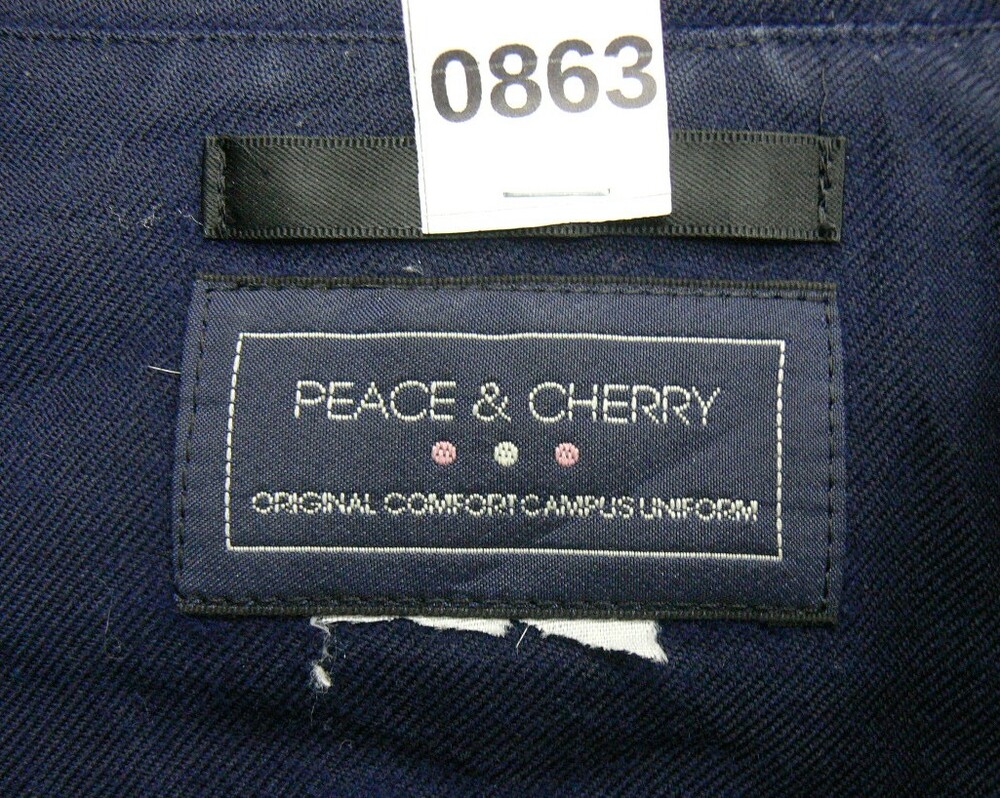 0863
PEACE & CHERRY
ORIGINAL COMFORT CAMPUS UNIFORM